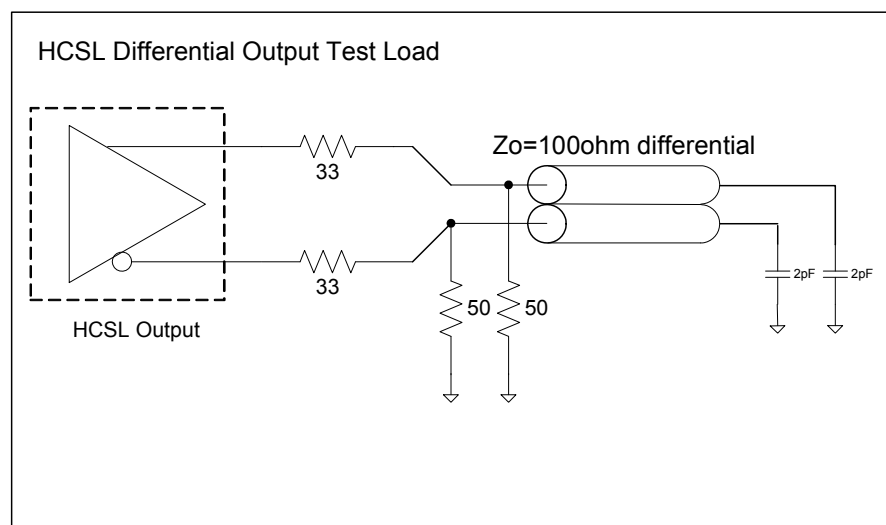 HCSL Differential Output Test Load
Zo=100ohm differential
33
33
2pF
2pF
50
50
HCSL Output